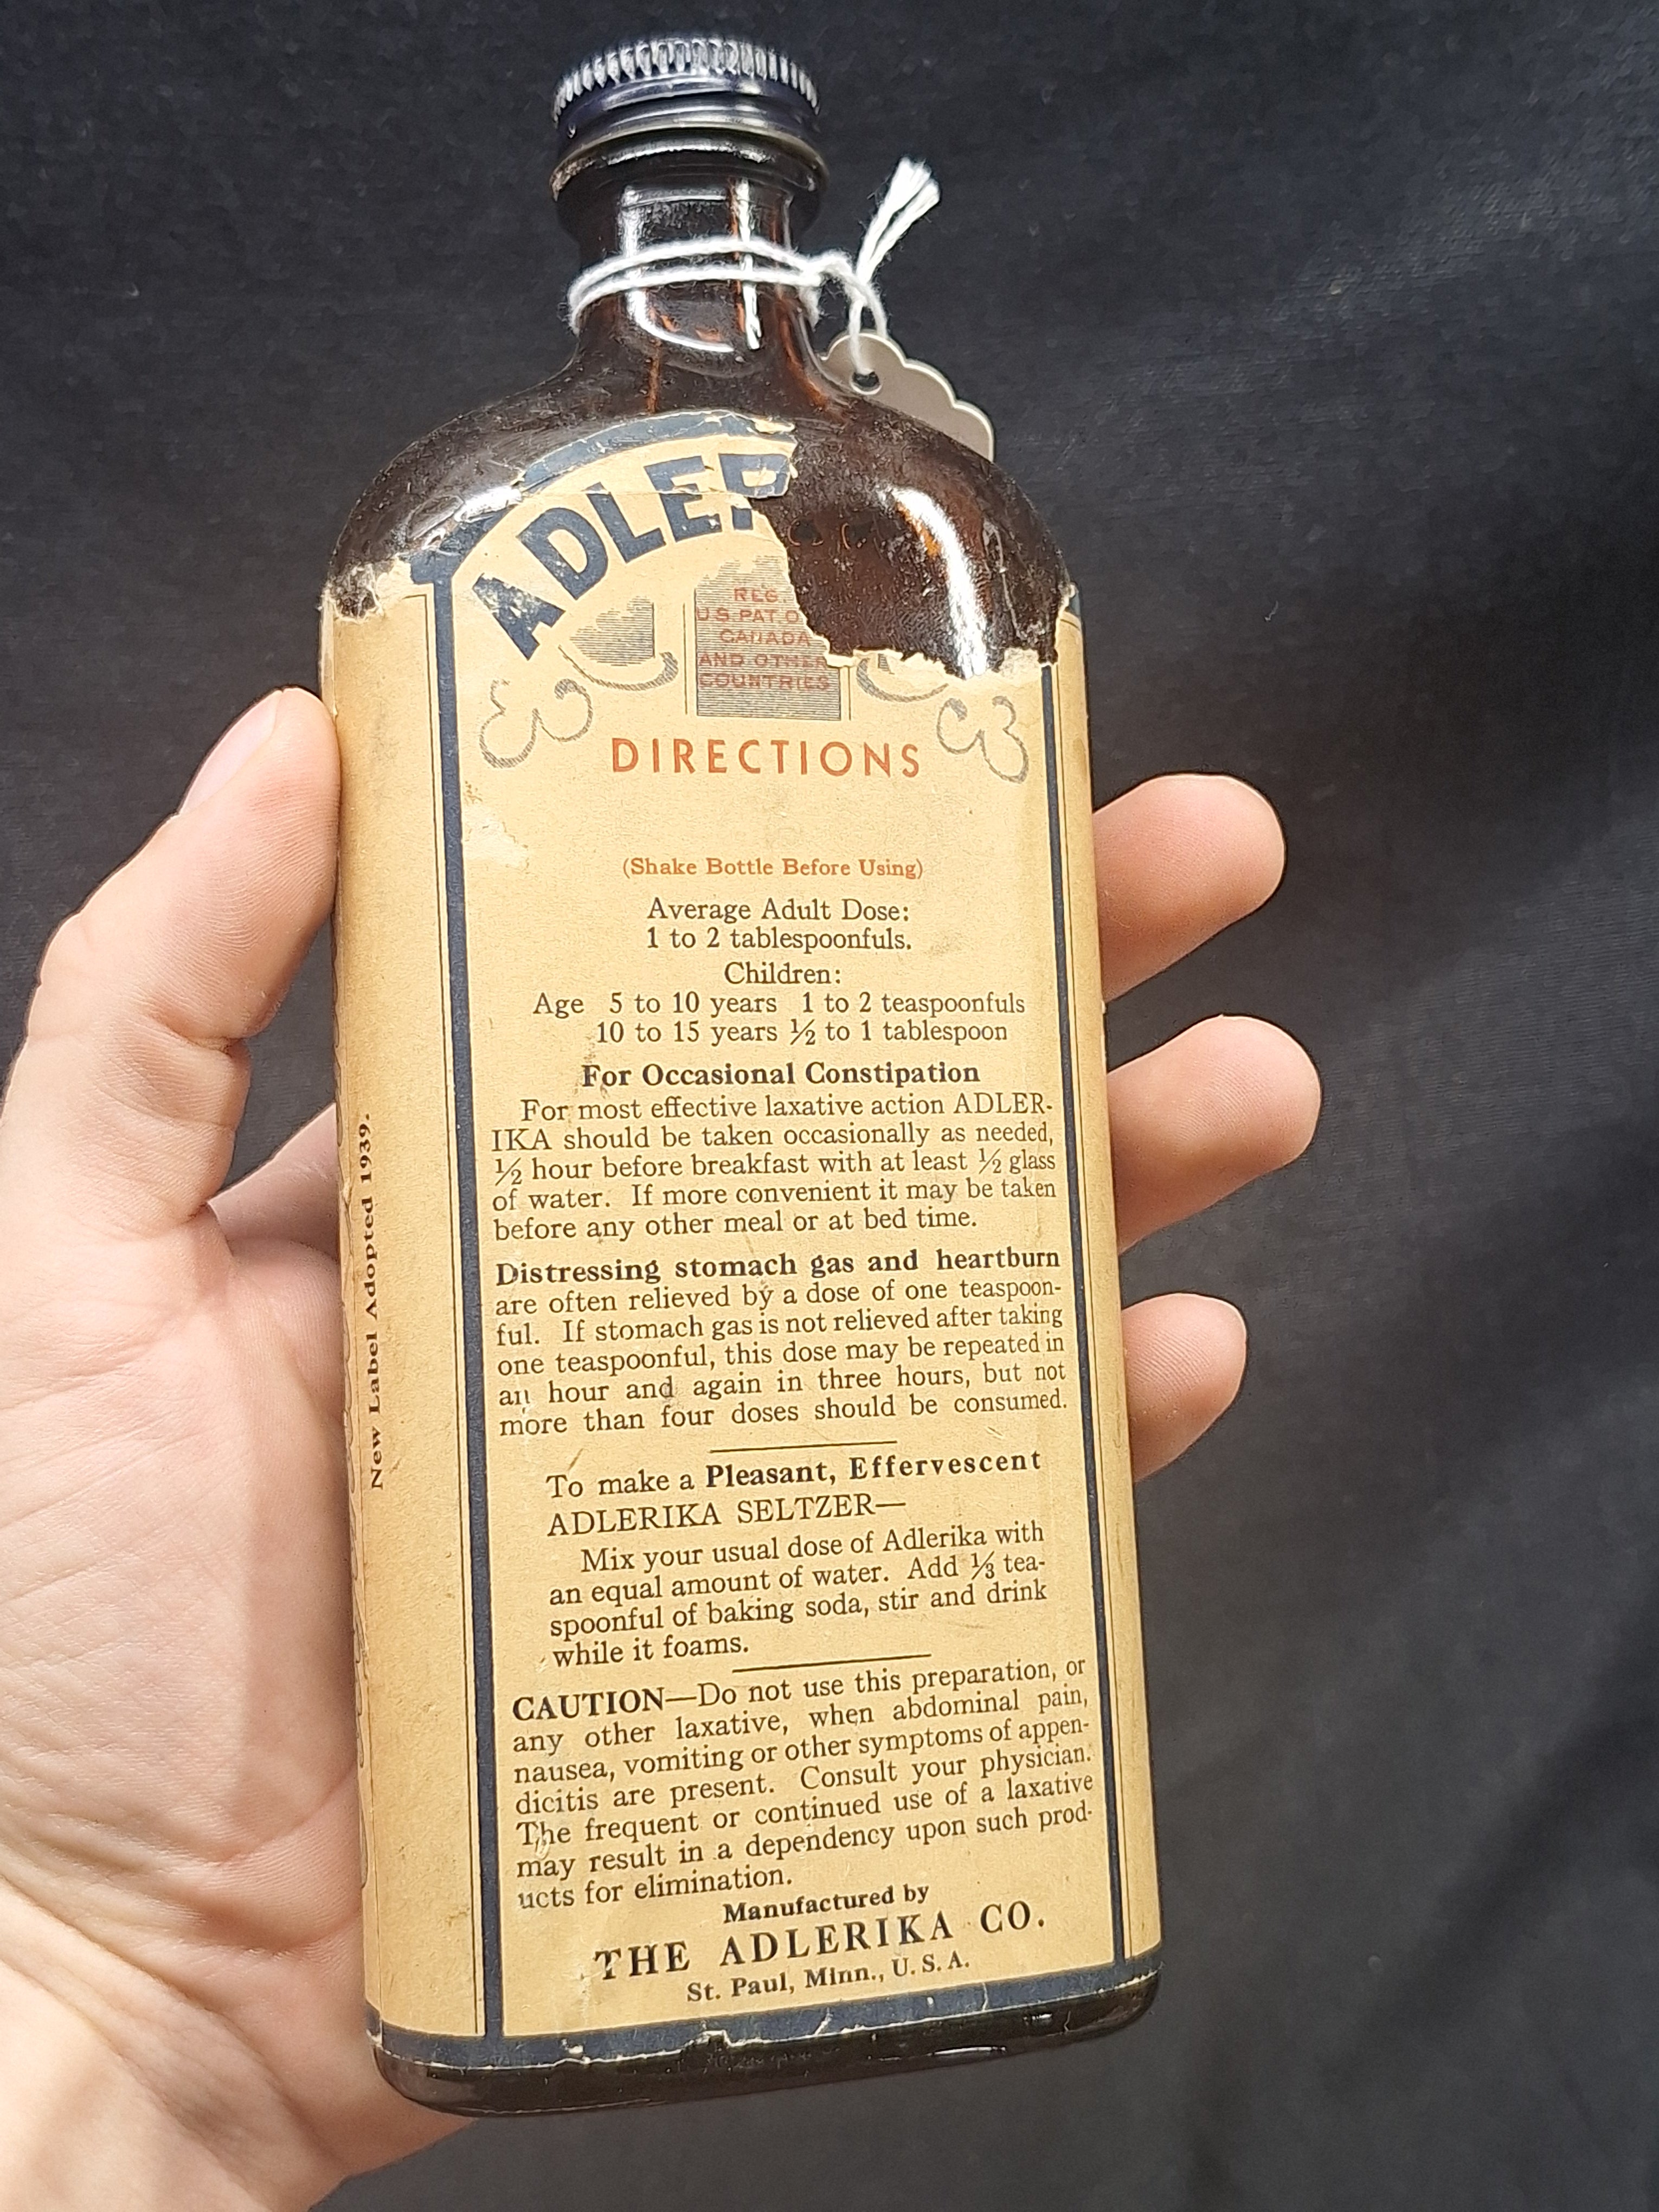 ADLER
REG.
U.S. PAT. O
CANADA
AND OTHER
COUNTRIES
DIRECTIONS
(Shake Bottle Before Using)
Average Adult Dose:
1 to 2 tablespoonfuls.
Children:
Age 5 to 10 years 1 to 2 teaspoonfuls
10 to 15 years ½ to 1 tablespoon
For Occasional Constipation
For most effective laxative action ADLER-
IKA should be taken occasionally as needed,
½ hour before breakfast with at least ½ glass
of water. If more convenient it may be taken
before any other meal or at bed time.
Distressing stomach gas and heartburn
are often relieved by a dose of one teaspoon-
ful. If stomach gas is not relieved after taking
one teaspoonful, this dose may be repeated in
an hour and again in three hours, but not
more than four doses should be consumed.
To make a Pleasant, Effervescent
ADLERIKA SELTZER—
Mix your usual dose of Adlerika with
an equal amount of water. Add ⅓ tea-
spoonful of baking soda, stir and drink
while it foams.
CAUTION—Do not use this preparation, or
any other laxative, when abdominal pain,
nausea, vomiting or other symptoms of appen-
dicitis are present. Consult your physician.
The frequent or continued use of a laxative
may result in a dependency upon such prod-
ucts for elimination.
Manufactured by
THE ADLERIKA CO.
St. Paul, Minn., U. S. A.
New Label Adopted 1939.